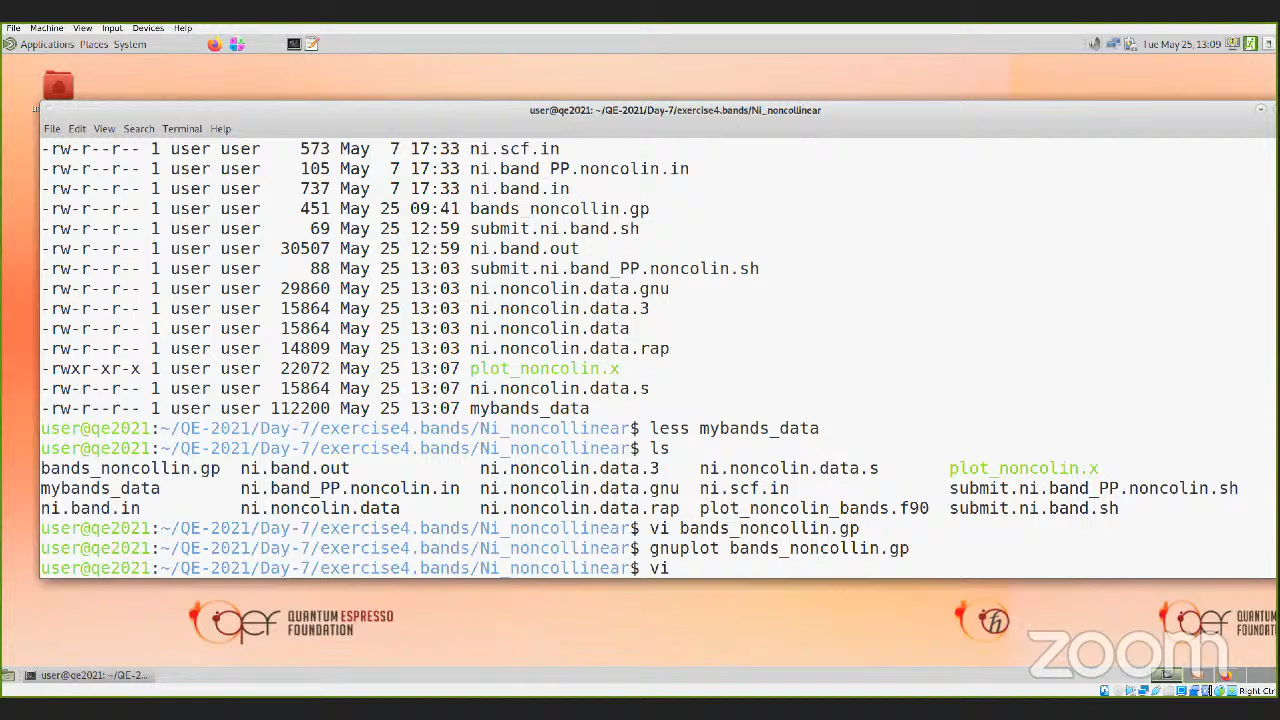 File Machine View Input Devices Help
Applications Places System
Tue May 25, 13:09
user@qe2021: ~/QE-2021/Day-7/exercise4.bands/Ni_noncollinear
File Edit View Search Terminal Help
-rw-r--r-- 1 user user 573 May 7 17:33 ni.scf.in
-rw-r--r-- 1 user user 105 May 7 17:33 ni.band_PP.noncolin.in
-rw-r--r-- 1 user user 737 May 7 17:33 ni.band.in
-rw-r--r-- 1 user user 451 May 25 09:41 bands_noncollin.gp
-rw-r--r-- 1 user user 69 May 25 12:59 submit.ni.band.sh
-rw-r--r-- 1 user user 30507 May 25 12:59 ni.band.out
-rw-r--r-- 1 user user 88 May 25 13:03 submit.ni.band_PP.noncolin.sh
-rw-r--r-- 1 user user 29860 May 25 13:03 ni.noncolin.data.gnu
-rw-r--r-- 1 user user 15864 May 25 13:03 ni.noncolin.data.3
-rw-r--r-- 1 user user 15864 May 25 13:03 ni.noncolin.data
-rw-r--r-- 1 user user 14809 May 25 13:03 ni.noncolin.data.rap
-rwxr-xr-x 1 user user 22072 May 25 13:07 plot_noncolin.x
-rw-r--r-- 1 user user 15864 May 25 13:07 ni.noncolin.data.s
-rw-r--r-- 1 user user 112200 May 25 13:07 mybands_data
user@qe2021:~/QE-2021/Day-7/exercise4.bands/Ni_noncollinear$ less mybands_data
user@qe2021:~/QE-2021/Day-7/exercise4.bands/Ni_noncollinear$ ls
bands_noncollin.gp ni.band.out ni.noncolin.data.3 ni.noncolin.data.s plot_noncolin.x
mybands_data ni.band_PP.noncolin.in ni.noncolin.data.gnu ni.scf.in submit.ni.band_PP.noncolin.sh
ni.band.in ni.noncolin.data ni.noncolin.data.rap plot_noncolin_bands.f90 submit.ni.band.sh
user@qe2021:~/QE-2021/Day-7/exercise4.bands/Ni_noncollinear$ vi bands_noncollin.gp
user@qe2021:~/QE-2021/Day-7/exercise4.bands/Ni_noncollinear$ gnuplot bands_noncollin.gp
user@qe2021:~/QE-2021/Day-7/exercise4.bands/Ni_noncollinear$ vi
qef QUANTUM ESPRESSO
FOUNDATION
ħ
qef QUANTUM
FOUNDAT
zoom
user@qe2021: ~/QE-2...
Right Ctrl